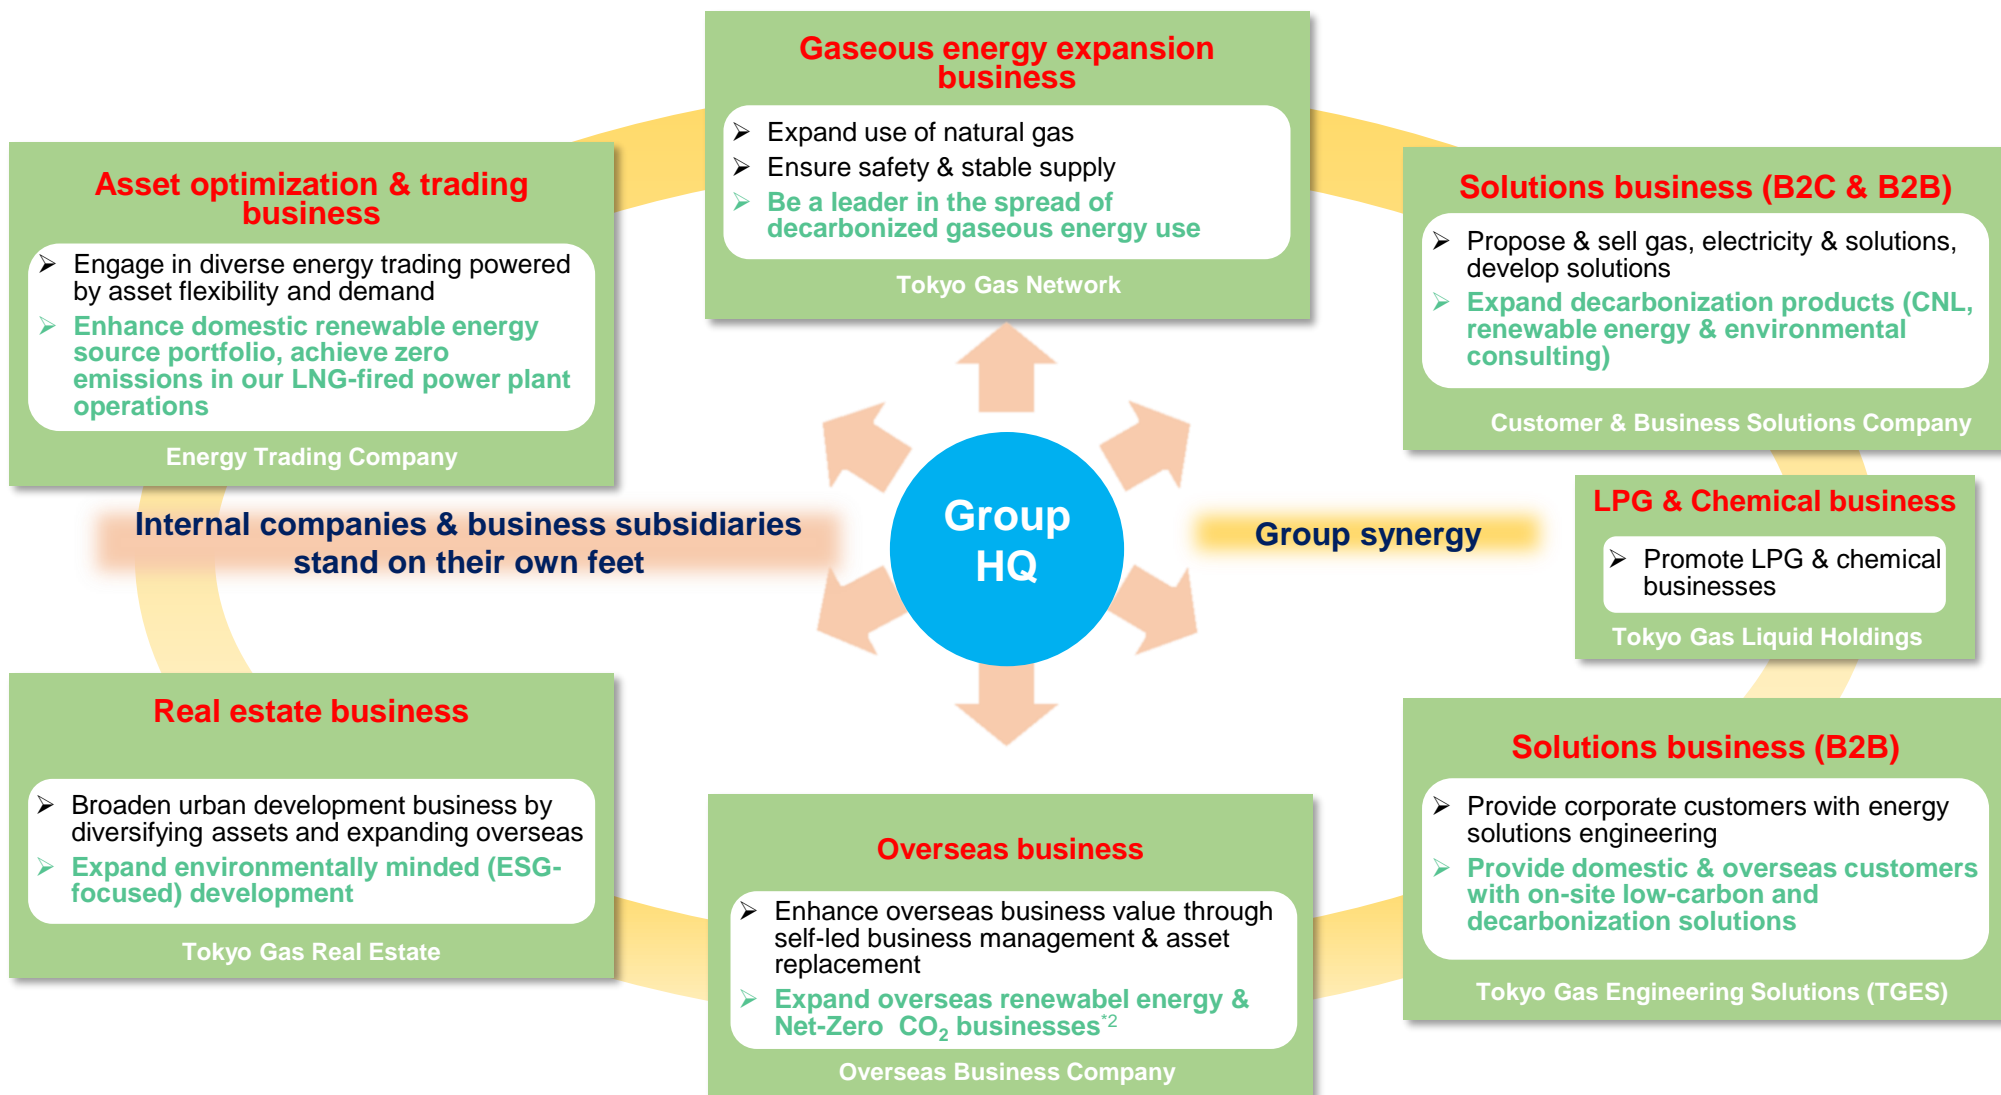 Gaseous energy expansion
business
➢ Expand use of natural gas
➢ Ensure safety & stable supply
➢ Be a leader in the spread of
decarbonized gaseous energy use
Tokyo Gas Network
Asset optimization & trading
business
➢ Engage in diverse energy trading powered
by asset flexibility and demand
➢ Enhance domestic renewable energy
source portfolio, achieve zero
emissions in our LNG-fired power plant
operations
Energy Trading Company
Solutions business (B2C & B2B)
➢ Propose & sell gas, electricity & solutions,
develop solutions
➢ Expand decarbonization products (CNL,
renewable energy & environmental
consulting)
Customer & Business Solutions Company
Internal companies & business subsidiaries
stand on their own feet
Group
HQ
Group synergy
LPG & Chemical business
➢ Promote LPG & chemical
businesses
Tokyo Gas Liquid Holdings
Real estate business
➢ Broaden urban development business by
diversifying assets and expanding overseas
➢ Expand environmentally minded (ESG-
focused) development
Tokyo Gas Real Estate
Overseas business
➢ Enhance overseas business value through
self-led business management & asset
replacement
➢ Expand overseas renewabel energy &
Net-Zero CO₂ businesses*2
Overseas Business Company
Solutions business (B2B)
➢ Provide corporate customers with energy
solutions engineering
➢ Provide domestic & overseas customers
with on-site low-carbon and
decarbonization solutions
Tokyo Gas Engineering Solutions (TGES)